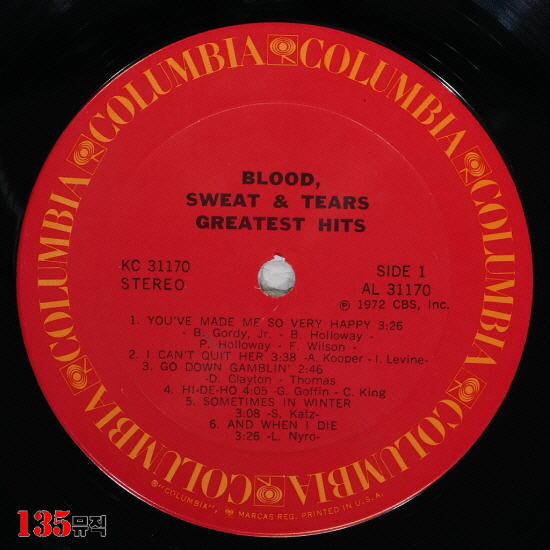 COLUMBIA COLUMBIA COLUMBIA COLUMBIA COLUMBIA COLUMBIA
BLOOD,
SWEAT & TEARS
GREATEST HITS
KC 31170
STEREO
SIDE 1
AL 31170
℗ 1972 CBS, Inc.
1. YOU'VE MADE ME SO VERY HAPPY 3:26
- B. Gordy, Jr. - B. Holloway -
P. Holloway - F. Wilson -
2. I CAN'T QUIT HER 3:38 -A. Kooper - I. Levine-
3. GO DOWN GAMBLIN' 2:46
-D. Clayton - Thomas
4. HI-DE-HO 4:05 -G. Goffin - C. King
5. SOMETIMES IN WINTER
3:08 -S. Katz-
6. AND WHEN I DIE
3:26 -L. Nyro-
® "COLUMBIA", MARCAS REG. PRINTED IN U.S.A.
135뮤직